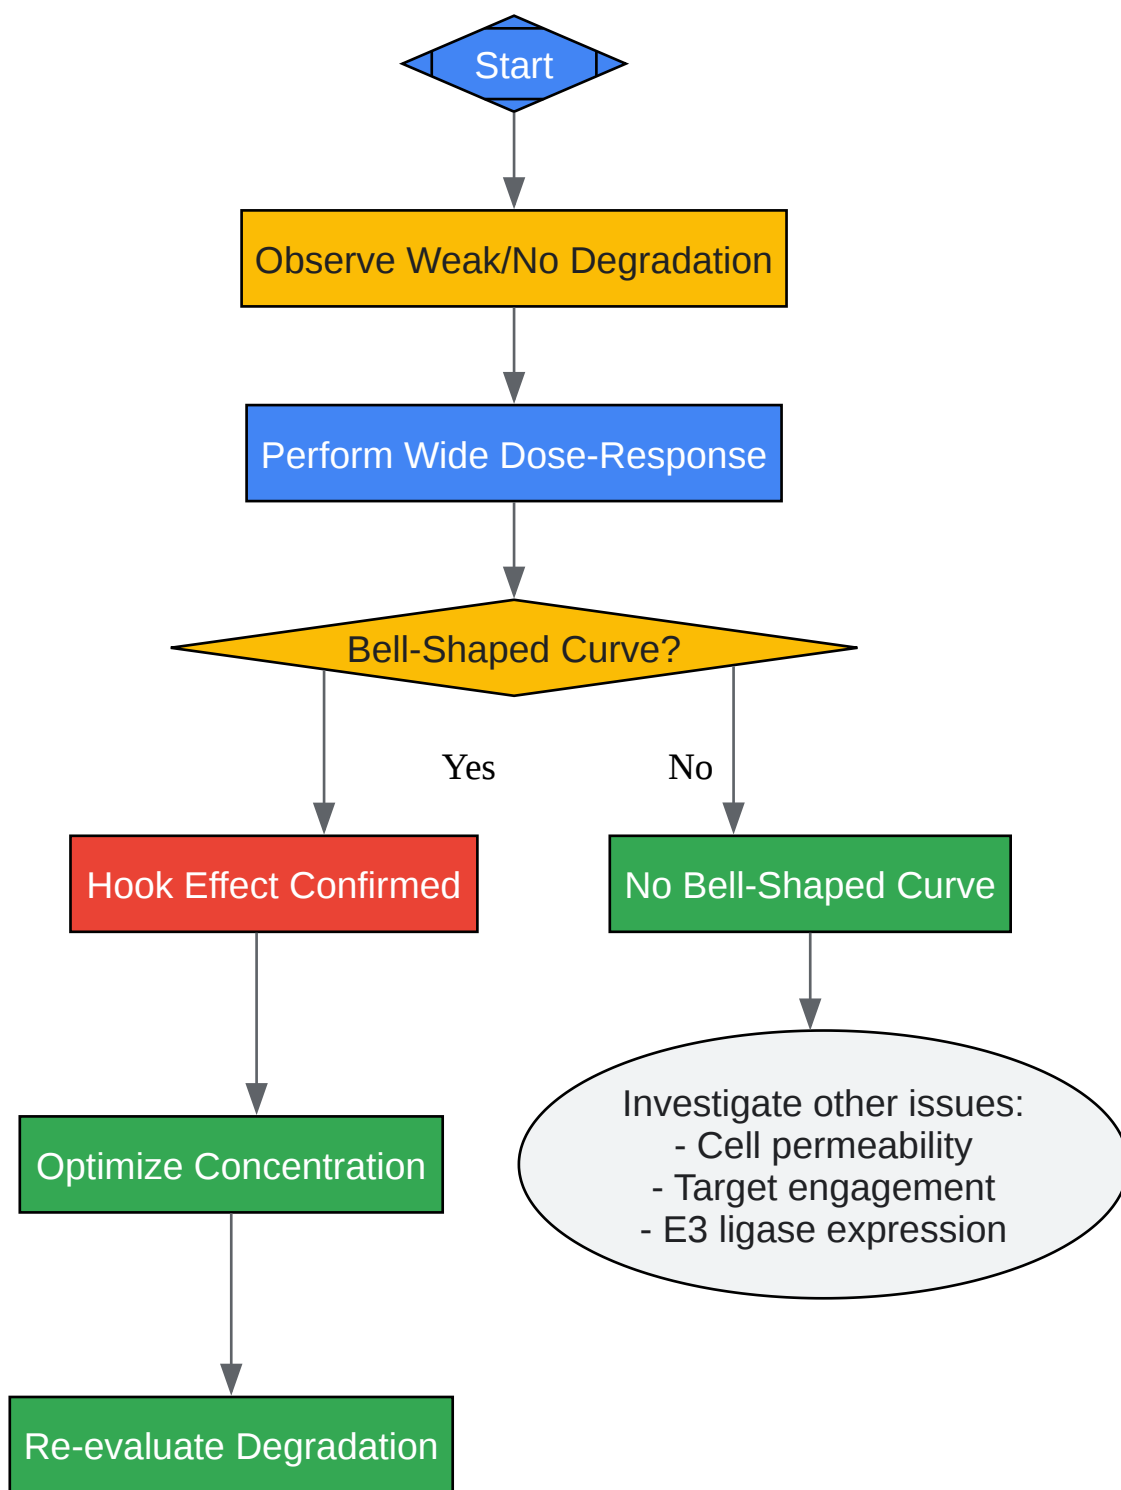 Start
Observe Weak/No Degradation
Perform Wide Dose-Response
Bell-Shaped Curve?
Yes
No
Hook Effect Confirmed
No Bell-Shaped Curve
Investigate other issues:
- Cell permeability
- Target engagement
- E3 ligase expression
Optimize Concentration
Re-evaluate Degradation